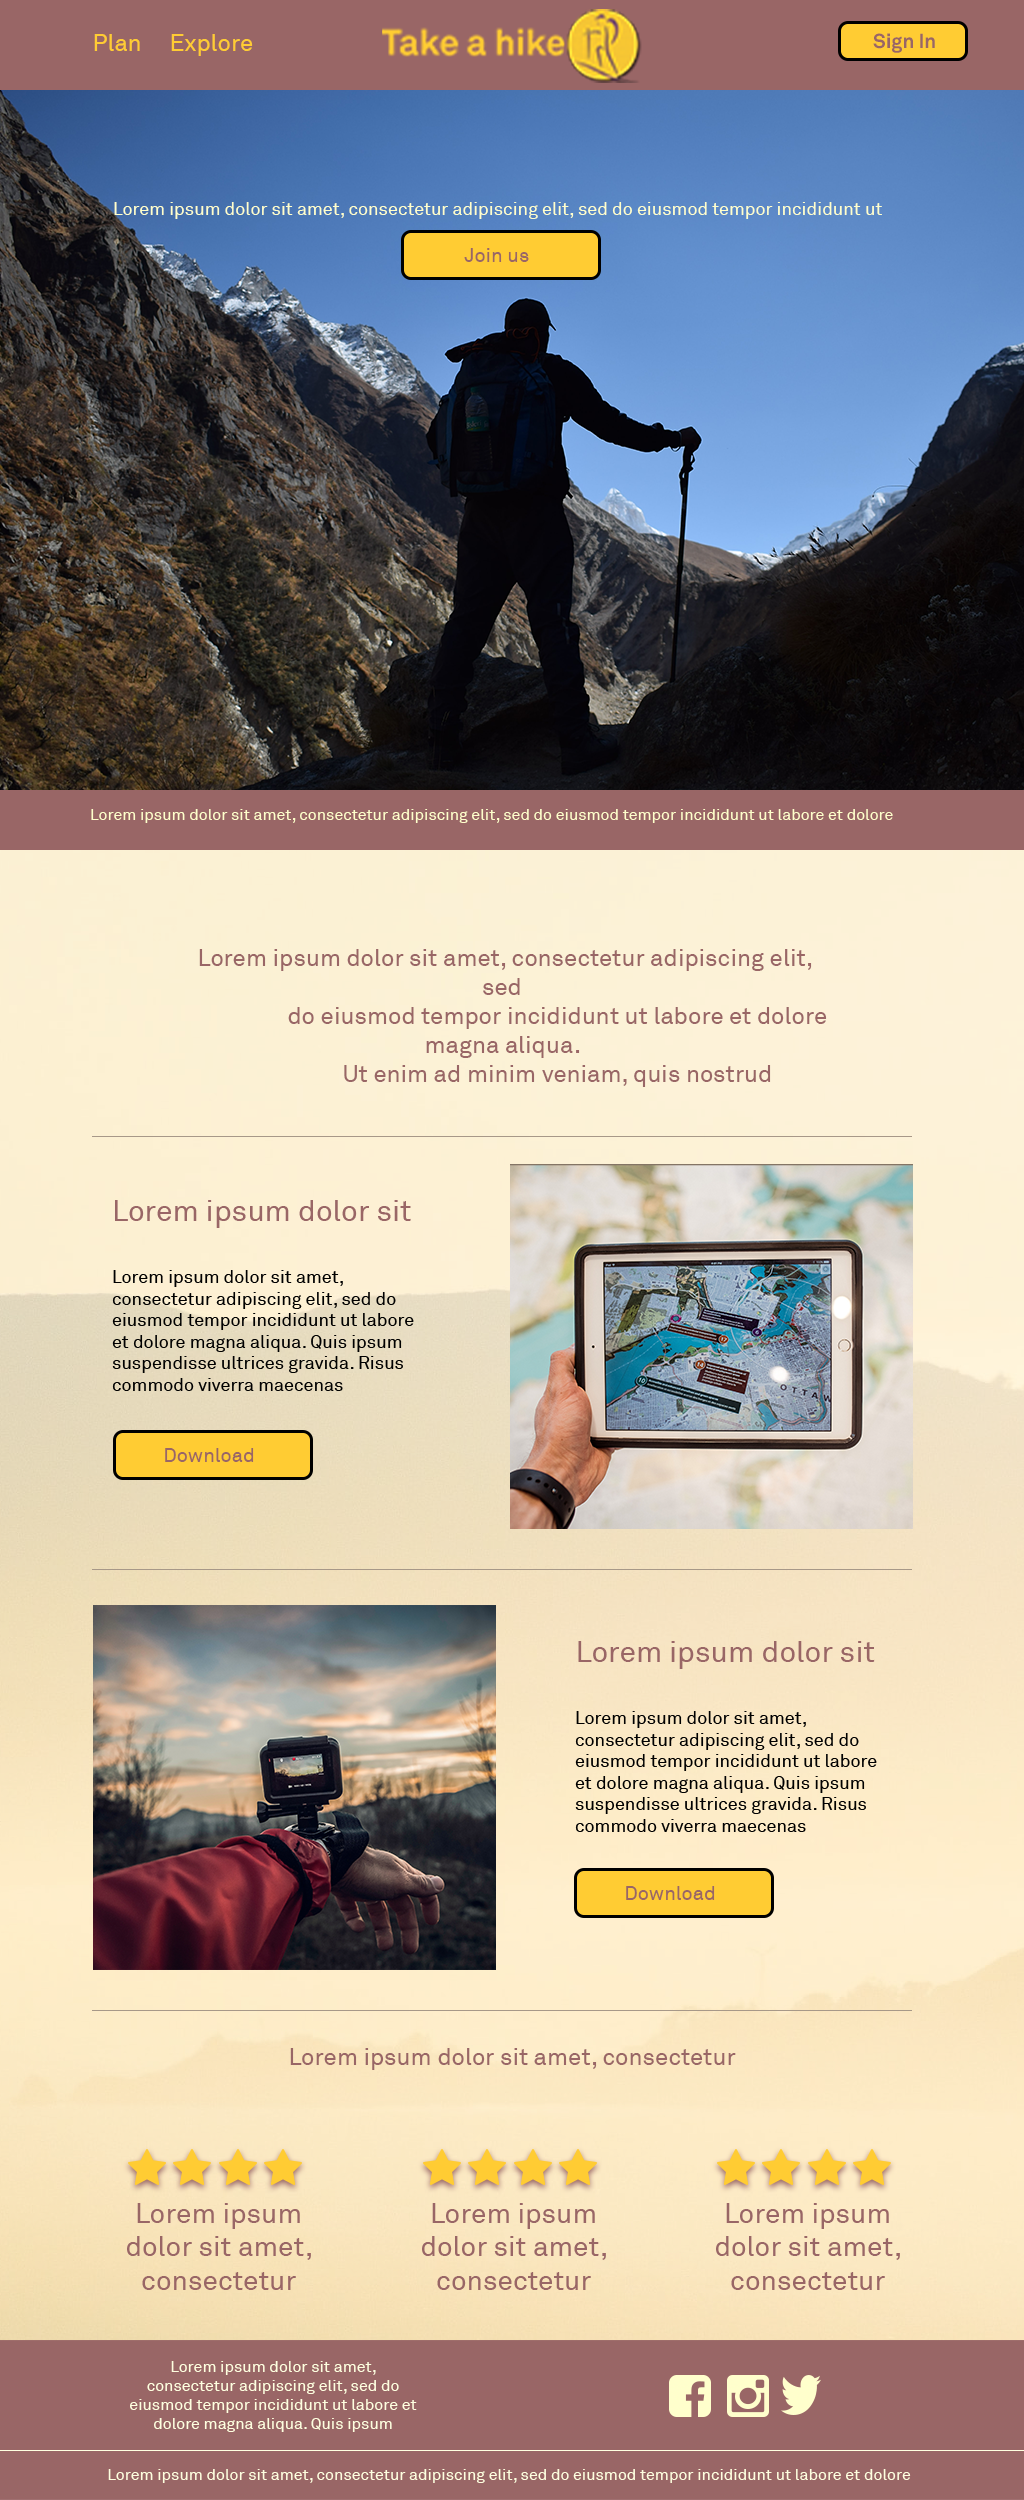 Plan Explore Take a hike Sign In
Lorem ipsum dolor sit amet, consectetur adipiscing elit, sed do eiusmod tempor incididunt ut
Join us
Lorem ipsum dolor sit amet, consectetur adipiscing elit, sed do eiusmod tempor incididunt ut labore et dolore
Lorem ipsum dolor sit amet, consectetur adipiscing elit,
sed
do eiusmod tempor incididunt ut labore et dolore
magna aliqua.
Ut enim ad minim veniam, quis nostrud
Lorem ipsum dolor sit
Lorem ipsum dolor sit amet,
consectetur adipiscing elit, sed do
eiusmod tempor incididunt ut labore
et dolore magna aliqua. Quis ipsum
suspendisse ultrices gravida. Risus
commodo viverra maecenas
Download
OTTAW
Lorem ipsum dolor sit
Lorem ipsum dolor sit amet,
consectetur adipiscing elit, sed do
eiusmod tempor incididunt ut labore
et dolore magna aliqua. Quis ipsum
suspendisse ultrices gravida. Risus
commodo viverra maecenas
Download
Lorem ipsum dolor sit amet, consectetur
Lorem ipsum
dolor sit amet,
consectetur
Lorem ipsum
dolor sit amet,
consectetur
Lorem ipsum
dolor sit amet,
consectetur
Lorem ipsum dolor sit amet,
consectetur adipiscing elit, sed do
eiusmod tempor incididunt ut labore et
dolore magna aliqua. Quis ipsum
Lorem ipsum dolor sit amet, consectetur adipiscing elit, sed do eiusmod tempor incididunt ut labore et dolore